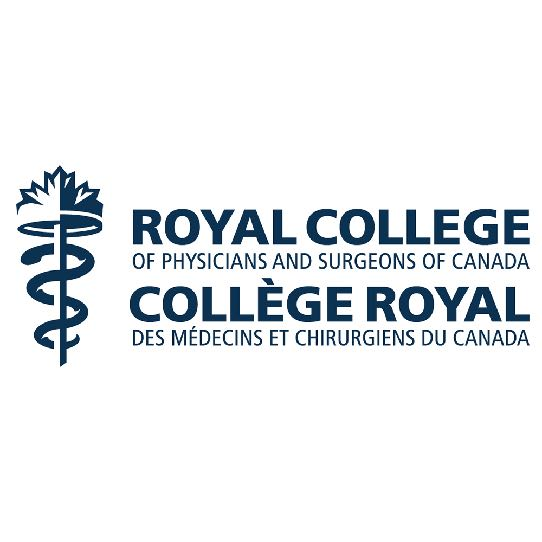 ROYAL COLLEGE
OF PHYSICIANS AND SURGEONS OF CANADA
COLLÈGE ROYAL
DES MÉDECINS ET CHIRURGIENS DU CANADA